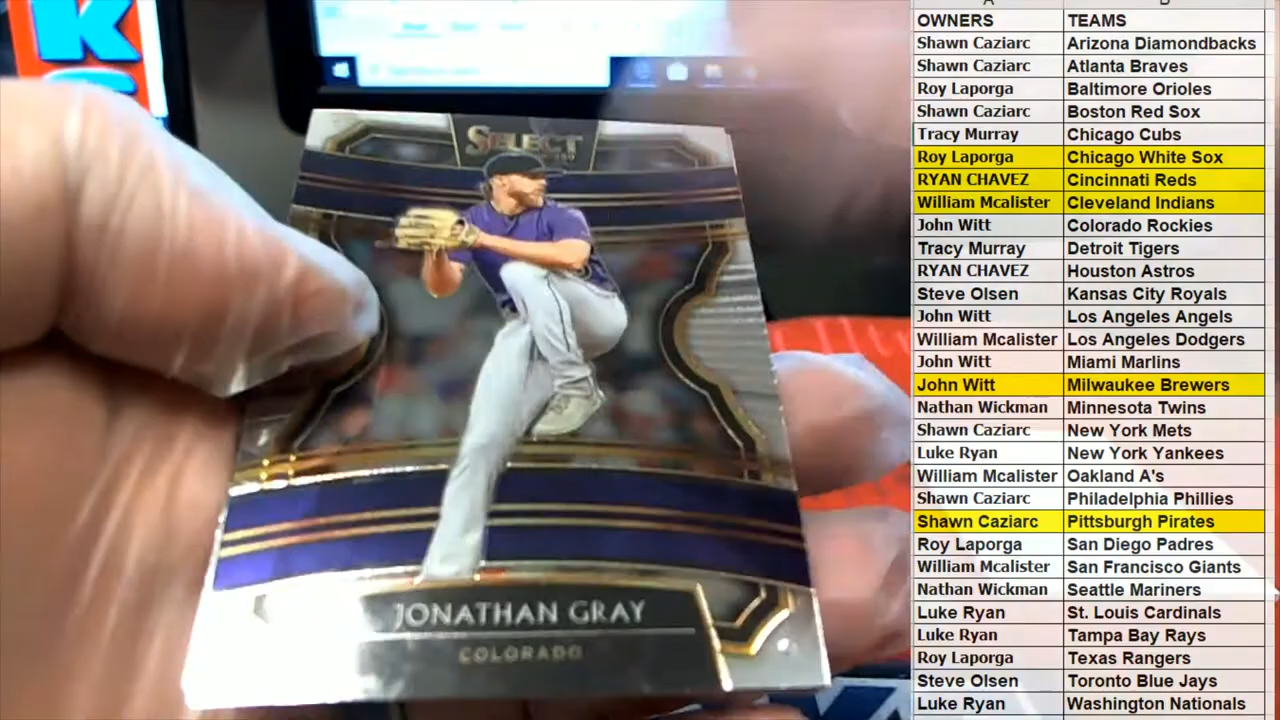 K
SELECT
JONATHAN GRAY
COLORADO
OWNERS TEAMS
Shawn Caziarc Arizona Diamondbacks
Shawn Caziarc Atlanta Braves
Roy Laporga Baltimore Orioles
Shawn Caziarc Boston Red Sox
Tracy Murray Chicago Cubs
Roy Laporga Chicago White Sox
RYAN CHAVEZ Cincinnati Reds
William Mcalister Cleveland Indians
John Witt Colorado Rockies
Tracy Murray Detroit Tigers
RYAN CHAVEZ Houston Astros
Steve Olsen Kansas City Royals
John Witt Los Angeles Angels
William Mcalister Los Angeles Dodgers
John Witt Miami Marlins
John Witt Milwaukee Brewers
Nathan Wickman Minnesota Twins
Shawn Caziarc New York Mets
Luke Ryan New York Yankees
William Mcalister Oakland A's
Shawn Caziarc Philadelphia Phillies
Shawn Caziarc Pittsburgh Pirates
Roy Laporga San Diego Padres
William Mcalister San Francisco Giants
Nathan Wickman Seattle Mariners
Luke Ryan St. Louis Cardinals
Luke Ryan Tampa Bay Rays
Roy Laporga Texas Rangers
Steve Olsen Toronto Blue Jays
Luke Ryan Washington Nationals